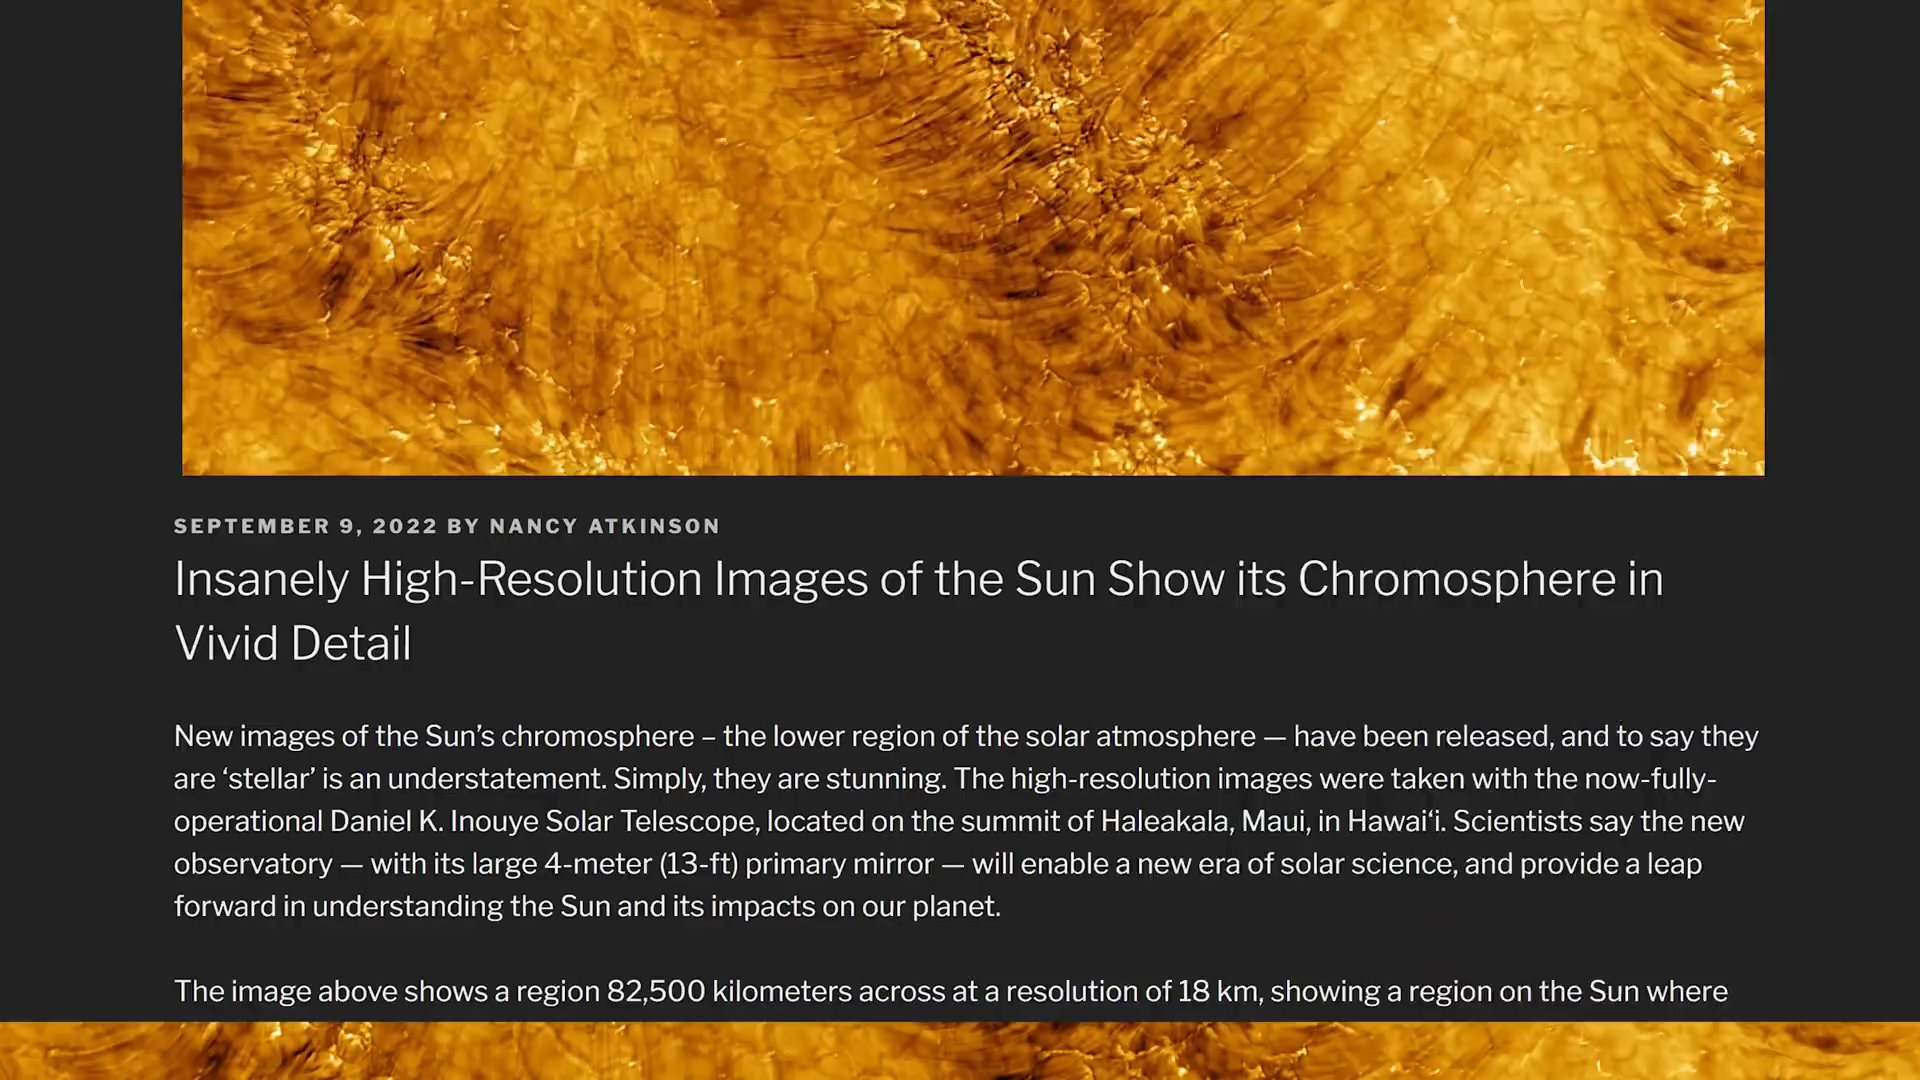 SEPTEMBER 9, 2022 BY NANCY ATKINSON
Insanely High-Resolution Images of the Sun Show its Chromosphere in
Vivid Detail
New images of the Sun’s chromosphere – the lower region of the solar atmosphere — have been released, and to say they
are ‘stellar’ is an understatement. Simply, they are stunning. The high-resolution images were taken with the now-fully-
operational Daniel K. Inouye Solar Telescope, located on the summit of Haleakala, Maui, in Hawai‘i. Scientists say the new
observatory — with its large 4-meter (13-ft) primary mirror — will enable a new era of solar science, and provide a leap
forward in understanding the Sun and its impacts on our planet.
The image above shows a region 82,500 kilometers across at a resolution of 18 km, showing a region on the Sun where